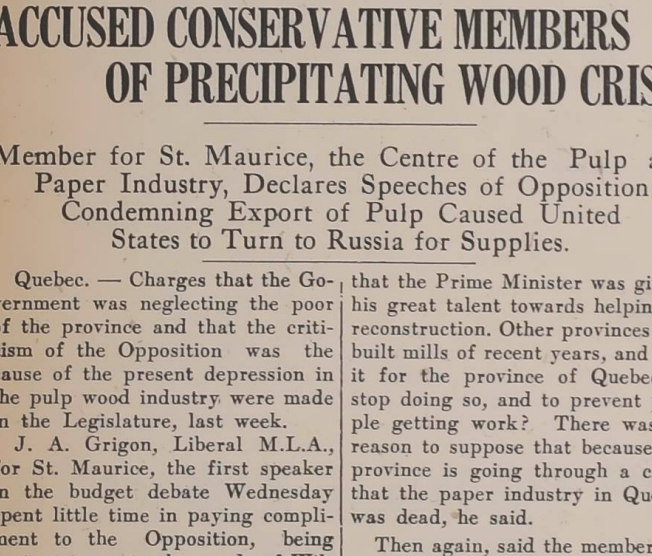 ACCUSED CONSERVATIVE MEMBERS
OF PRECIPITATING WOOD CRIS
Member for St. Maurice, the Centre of the Pulp a
Paper Industry, Declares Speeches of Opposition
Condemning Export of Pulp Caused United
States to Turn to Russia for Supplies.
Quebec. — Charges that the Go-
ernment was neglecting the poor
f the province and that the criti-
ism of the Opposition was the
ause of the present depression in
he pulp wood industry were made
n the Legislature, last week.
J. A. Grigon, Liberal M.L.A.,
or St. Maurice, the first speaker
n the budget debate Wednesday
pent little time in paying compli-
ment to the Opposition, being
that the Prime Minister was gi
his great talent towards helpin
reconstruction. Other provinces
built mills of recent years, and
it for the province of Quebe
stop doing so, and to prevent
ple getting work? There was
reason to suppose that because
province is going through a c
that the paper industry in Qu
was dead, he said.
Then again, said the member